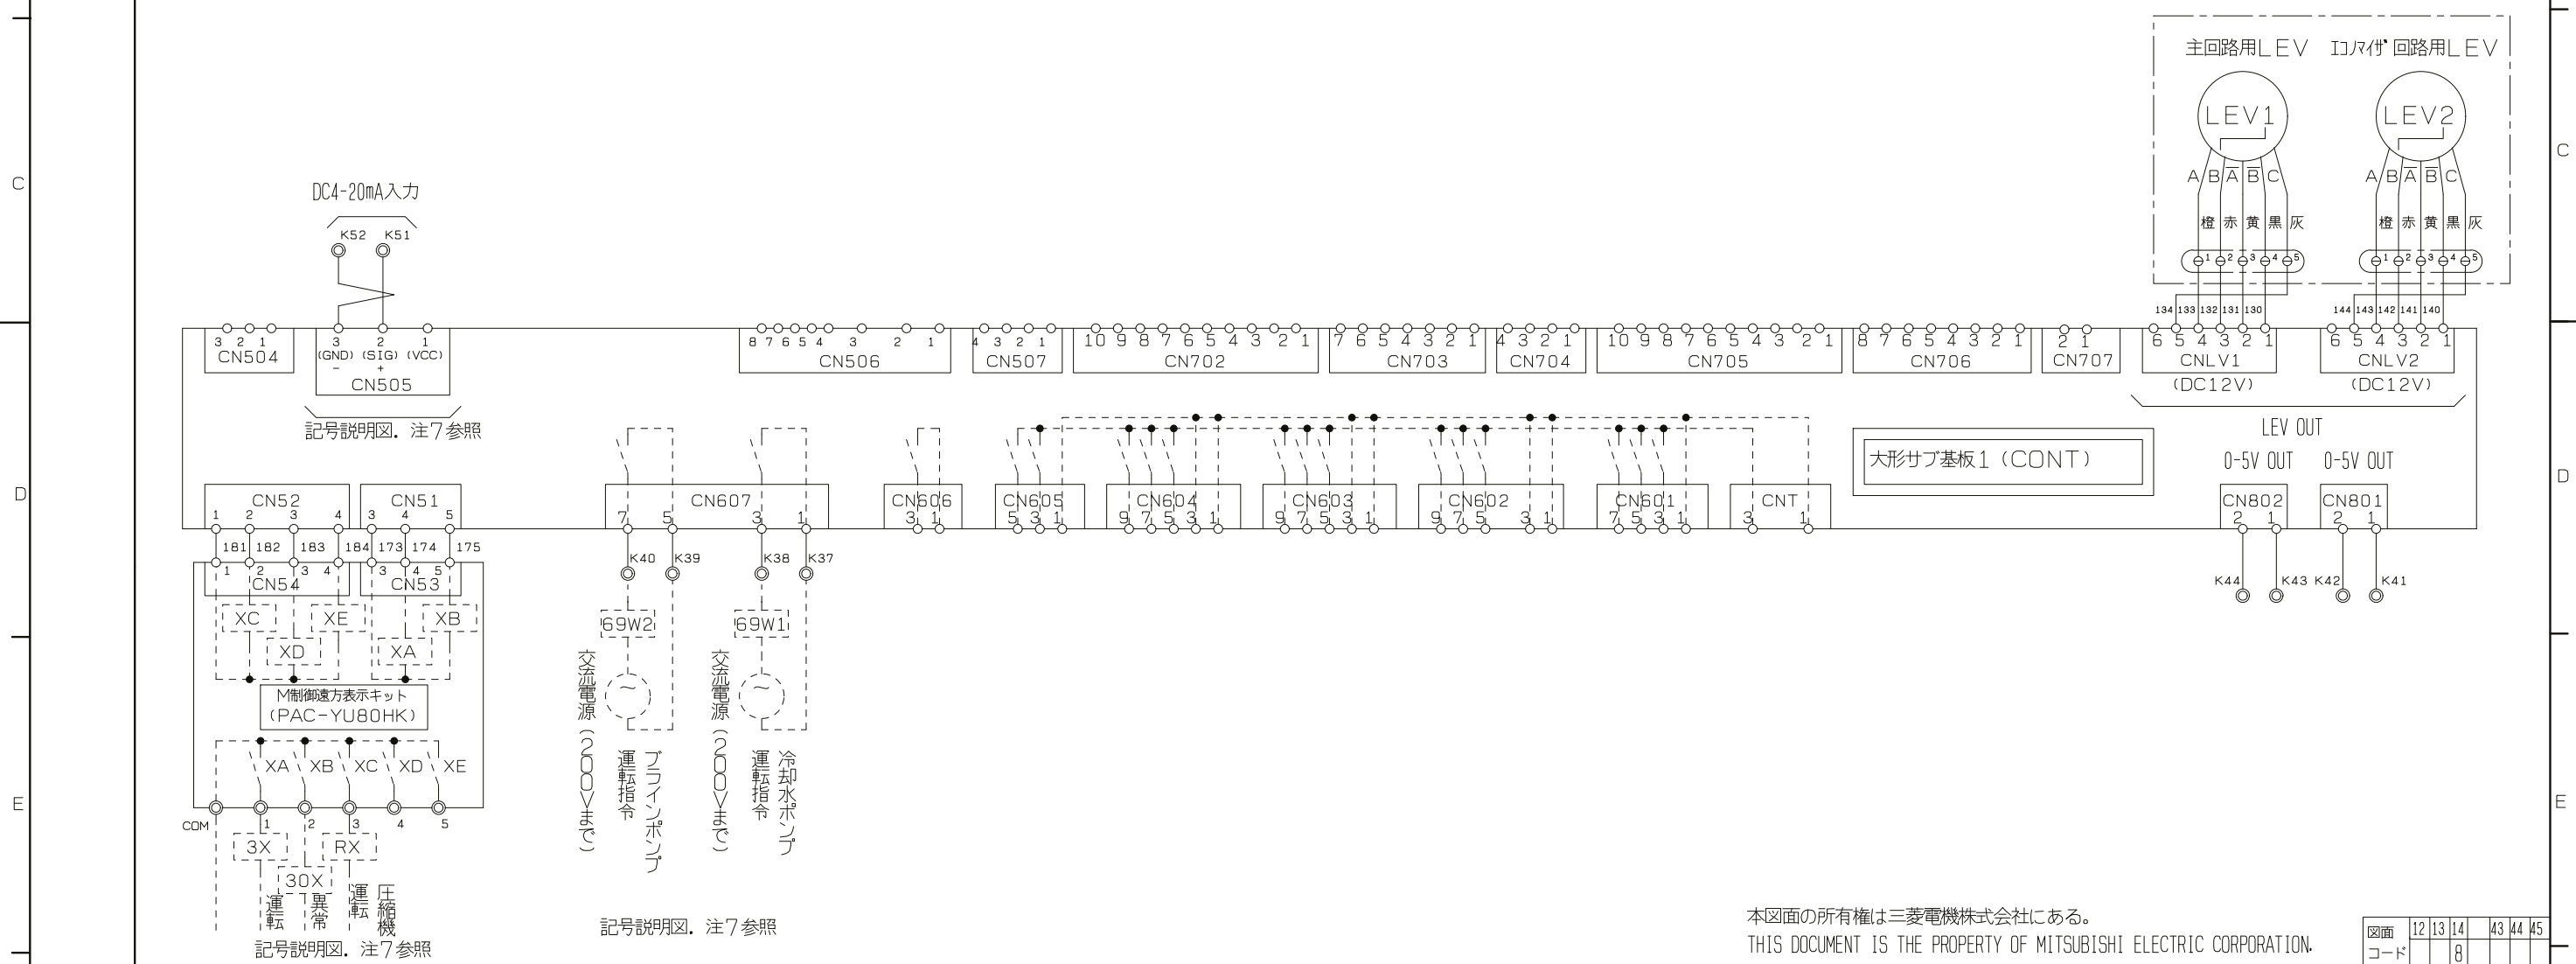 主回路用LEV エコノマイザ回路用LEV
LEV1 LEV2
C C
A B A B C A B A B C
DC4-20mA入力
K52 K51
橙 赤 黄 黒 灰 橙 赤 黄 黒 灰
1 2 3 4 5 1 2 3 4 5
134 133 132 131 130 144 143 142 141 140
3 2 1 3 2 1 8 7 6 5 4 3 2 1 4 3 2 1 10 9 8 7 6 5 4 3 2 1 7 6 5 4 3 2 1 4 3 2 1 10 9 8 7 6 5 4 3 2 1 8 7 6 5 4 3 2 1 2 1 6 5 4 3 2 1 6 5 4 3 2 1
CN504 (GND) (SIG) (VCC) CN506 CN507 CN702 CN703 CN704 CN705 CN706 CN707 CNLV1 CNLV2
- +
CN505 (DC12V) (DC12V)
記号説明図．注7参照
LEV OUT
大形サブ基板1（CONT）
0-5V OUT 0-5V OUT
D D
CN52 CN51 CN607 CN606 CN605 CN604 CN603 CN602 CN601 CNT CN802 CN801
1 2 3 4 3 4 5 7 5 3 1 3 1 5 3 1 9 7 5 3 1 9 7 5 3 1 9 7 5 3 1 7 5 3 1 3 1 2 1 2 1
181 182 183 184 173 174 175
K40 K39 K38 K37
1 2 3 4 3 4 5
CN54 CN53
K44 K43 K42 K41
XC XE XB
69W2 69W1
XD XA
M制御遠方表示キット
(PAC-YU80HK)
~ ~
交流電源（200Vまで）
ブラインポンプ
運転指令
交流電源（200Vまで）
冷却水ポンプ
運転指令
XA XB XC XD XE
E E
COM 1 2 3 4 5
3X RX
30X
運転
異常
圧縮機
運転
記号説明図．注7参照
記号説明図．注7参照
本図面の所有権は三菱電機株式会社にある。
THIS DOCUMENT IS THE PROPERTY OF MITSUBISHI ELECTRIC CORPORATION.
図面 12 13 14 43 44 45
コード 8